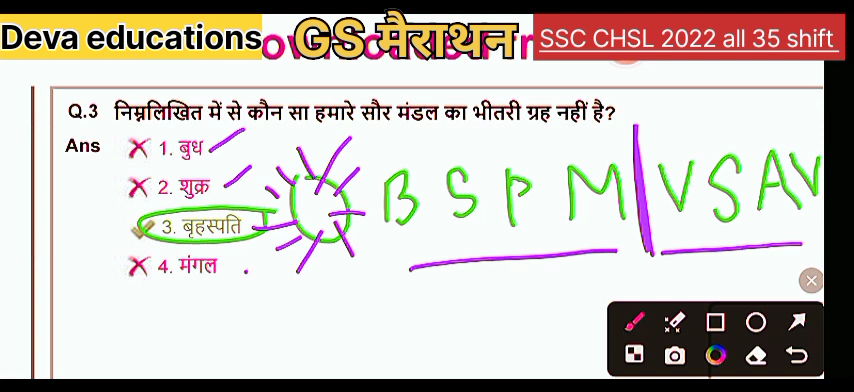 Deva educations GS मैराथन SSC CHSL 2022 all 35 shift
Q.3 निम्नलिखित में से कौन सा हमारे सौर मंडल का भीतरी ग्रह नहीं है?
Ans 1. बुध
2. शुक्र
3. बृहस्पति
4. मंगल
B S P M V S A V